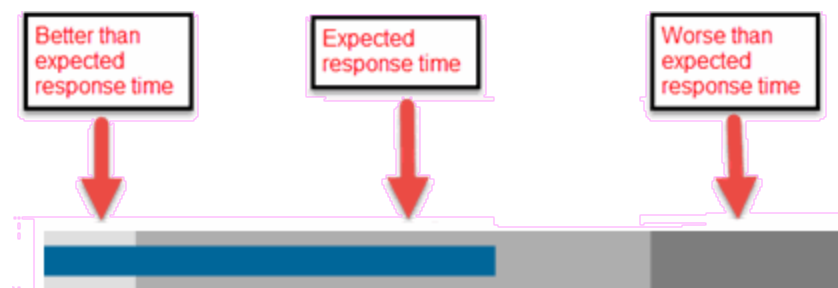 Better than
expected
response time
Expected
response time
Worse than
expected
response time